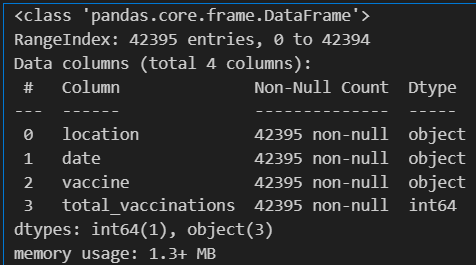 <class 'pandas.core.frame.DataFrame'>
RangeIndex: 42395 entries, 0 to 42394
Data columns (total 4 columns):
 #   Column              Non-Null Count  Dtype
---  ------              --------------  -----
 0   location            42395 non-null  object
 1   date                42395 non-null  object
 2   vaccine             42395 non-null  object
 3   total_vaccinations  42395 non-null  int64
dtypes: int64(1), object(3)
memory usage: 1.3+ MB